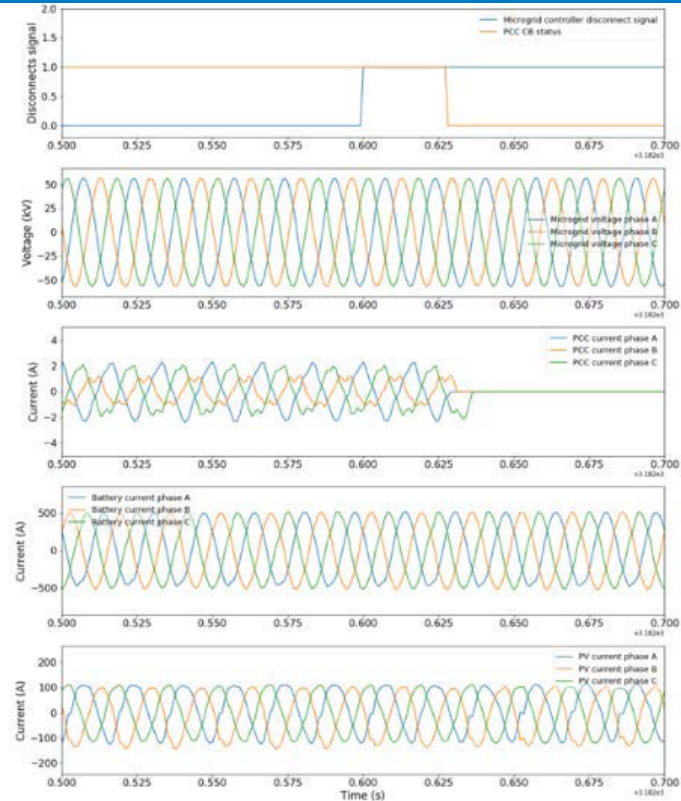 2.0
1.5
1.0
0.5
0.0
Disconnects signal
Microgrid controller disconnect signal
PCC CB status
0.500 0.525 0.550 0.575 0.600 0.625 0.650 0.675 0.700
+3.182e3
50
25
0
−25
−50
Voltage (kV)
Microgrid voltage phase A
Microgrid voltage phase B
Microgrid voltage phase C
0.500 0.525 0.550 0.575 0.600 0.625 0.650 0.675 0.700
+3.182e3
4
2
0
−2
−4
Current (A)
PCC current phase A
PCC current phase B
PCC current phase C
0.500 0.525 0.550 0.575 0.600 0.625 0.650 0.675 0.700
+3.182e3
500
0
−500
Current (A)
Battery current phase A
Battery current phase B
Battery current phase C
0.500 0.525 0.550 0.575 0.600 0.625 0.650 0.675 0.700
+3.182e3
200
100
0
−100
−200
Current (A)
PV current phase A
PV current phase B
PV current phase C
0.500 0.525 0.550 0.575 0.600 0.625 0.650 0.675 0.700
Time (s)
+3.182e3